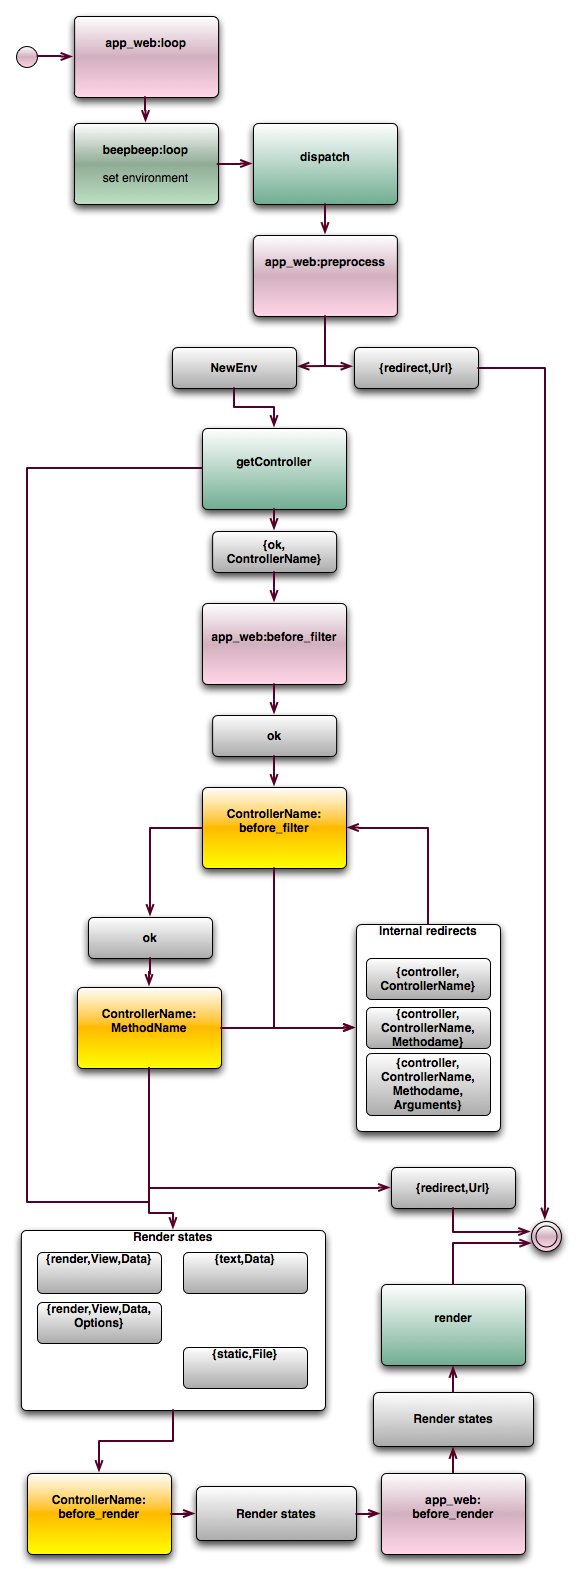 app_web:loop
beepbeep:loop
set environment
dispatch
app_web:preprocess
NewEnv
{redirect,Url}
getController
{ok,
ControllerName}
app_web:before_filter
ok
ControllerName:
before_filter
ok
Internal redirects
{controller,
ControllerName}
{controller,
ControllerName,
Methodame}
{controller,
ControllerName,
Methodame,
Arguments}
ControllerName:
MethodName
{redirect,Url}
Render states
{render,View,Data}
{text,Data}
{render,View,Data,
Options}
{static,File}
render
Render states
ControllerName:
before_render
Render states
app_web:
before_render